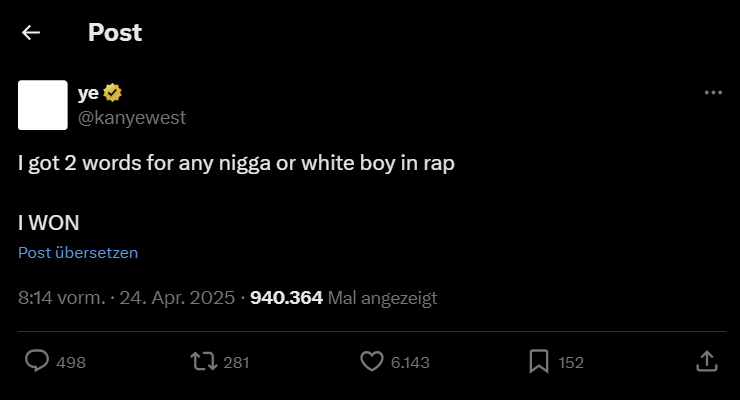 Post
ye
@kanyewest
I got 2 words for any nigga or white boy in rap
I WON
Post übersetzen
8:14 vorm. · 24. Apr. 2025 · 940.364 Mal angezeigt
498 281 6.143 152